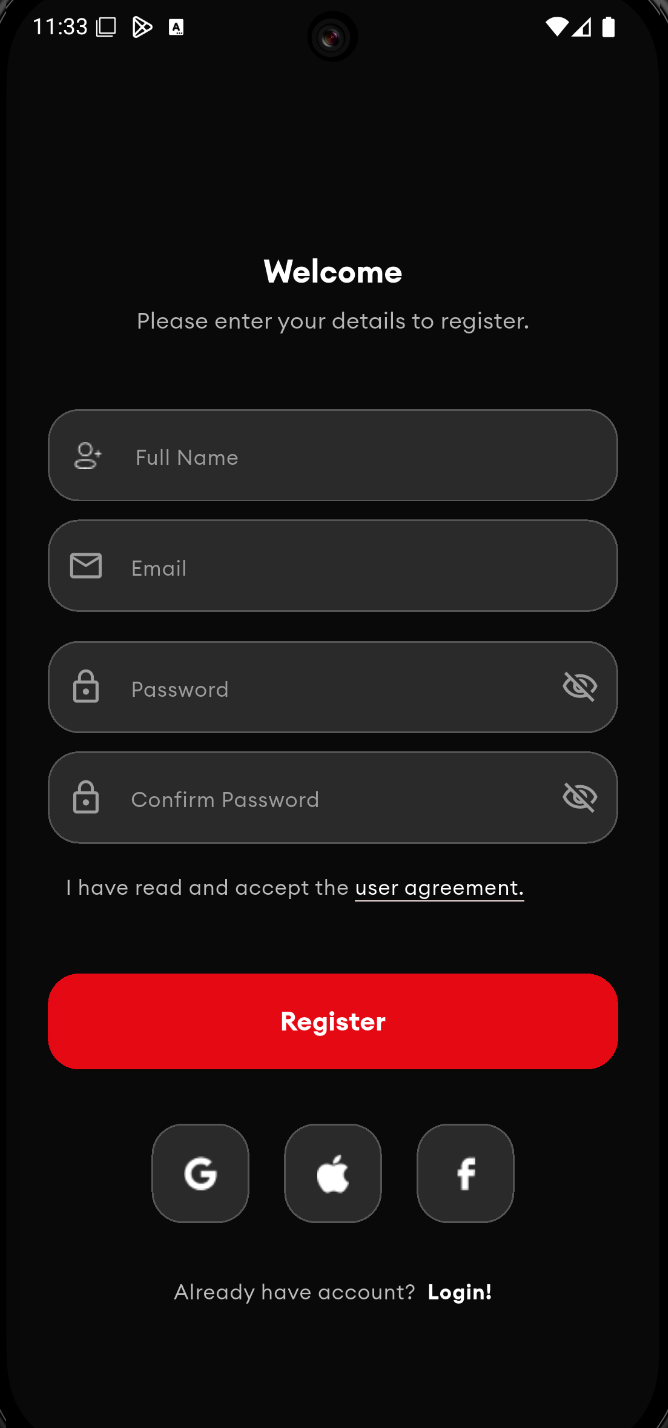 11:33
Welcome
Please enter your details to register.
Full Name
Email
Password
Confirm Password
I have read and accept the user agreement.
Register
Already have account? Login!